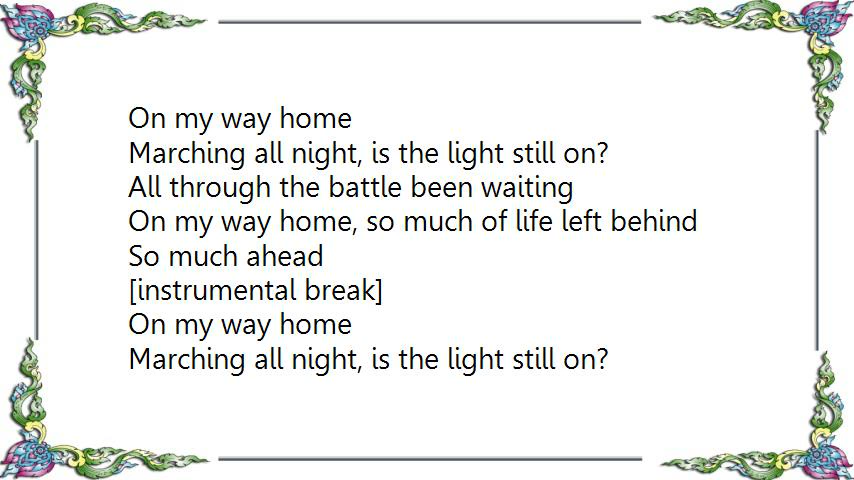 On my way home
Marching all night, is the light still on?
All through the battle been waiting
On my way home, so much of life left behind
So much ahead
[instrumental break]
On my way home
Marching all night, is the light still on?